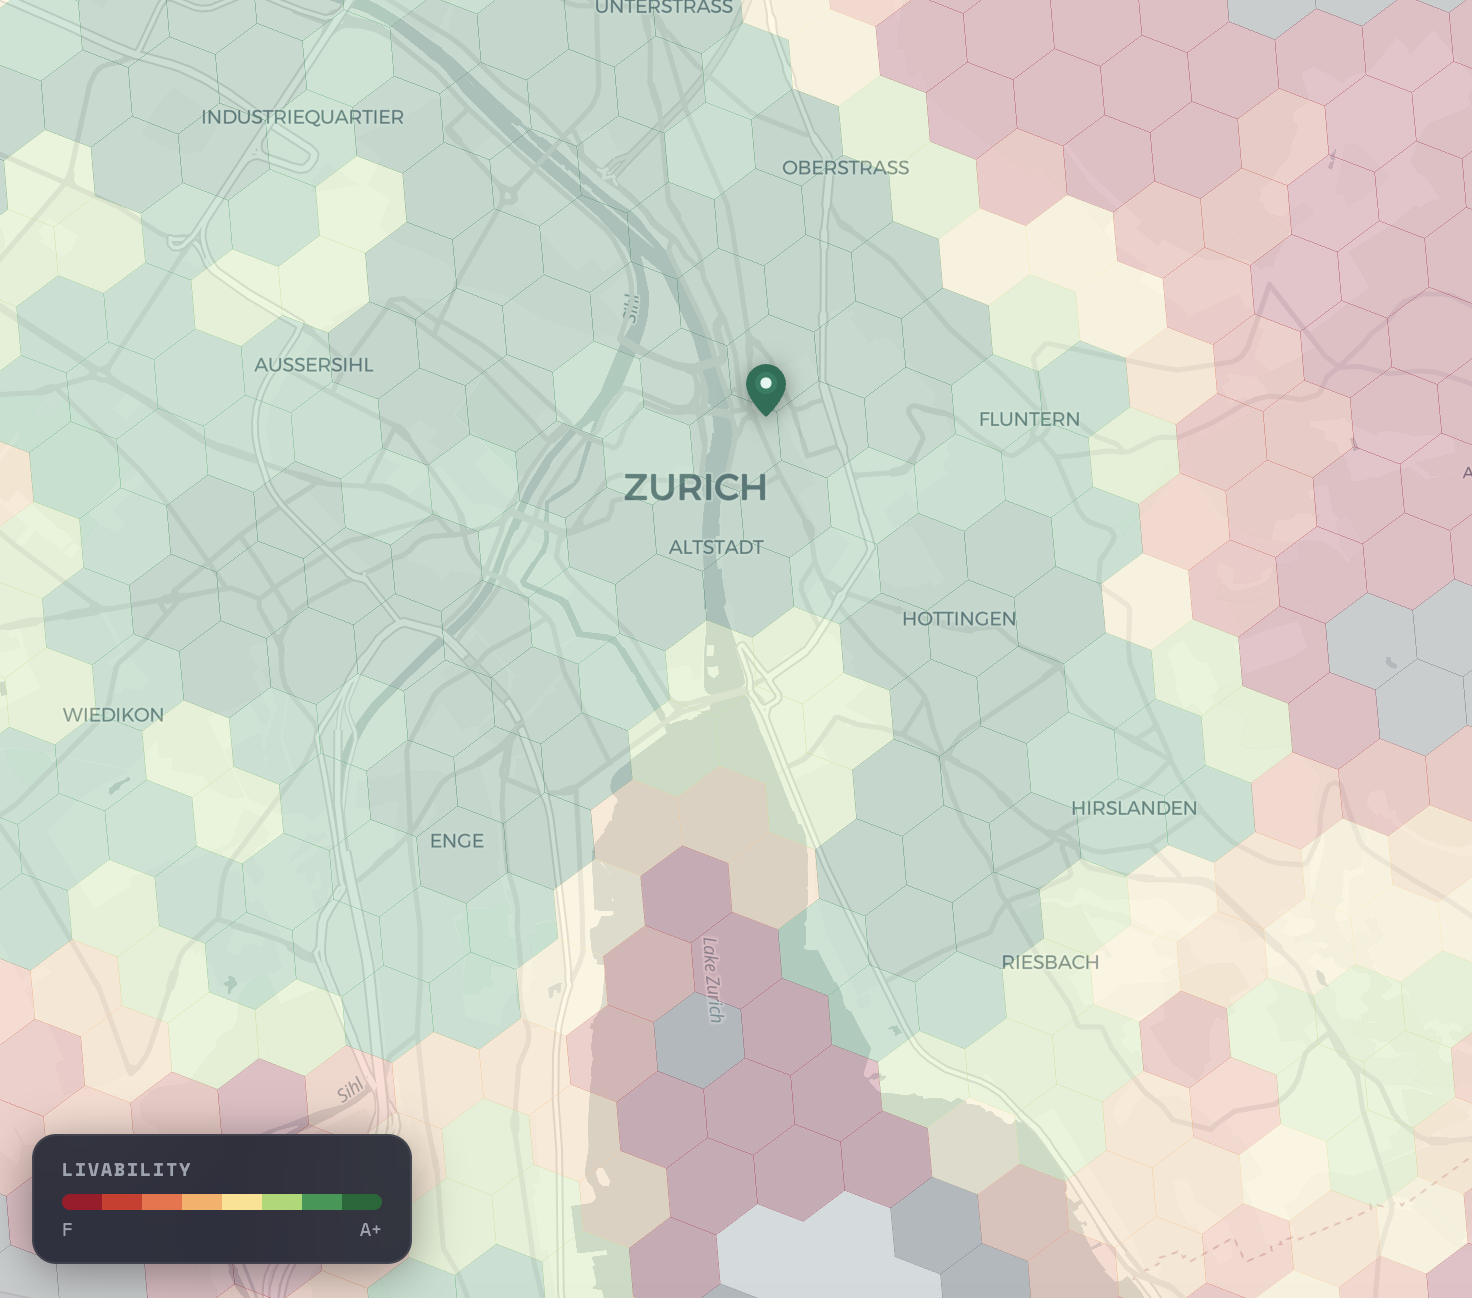 UNTERSTRASS
INDUSTRIEQUARTIER
OBERSTRASS
Sihl
AUSSERSIHL
FLUNTERN
ZURICH
ALTSTADT
HOTTINGEN
WIEDIKON
HIRSLANDEN
ENGE
RIESBACH
Lake Zurich
Sihl
LIVABILITY
F A+